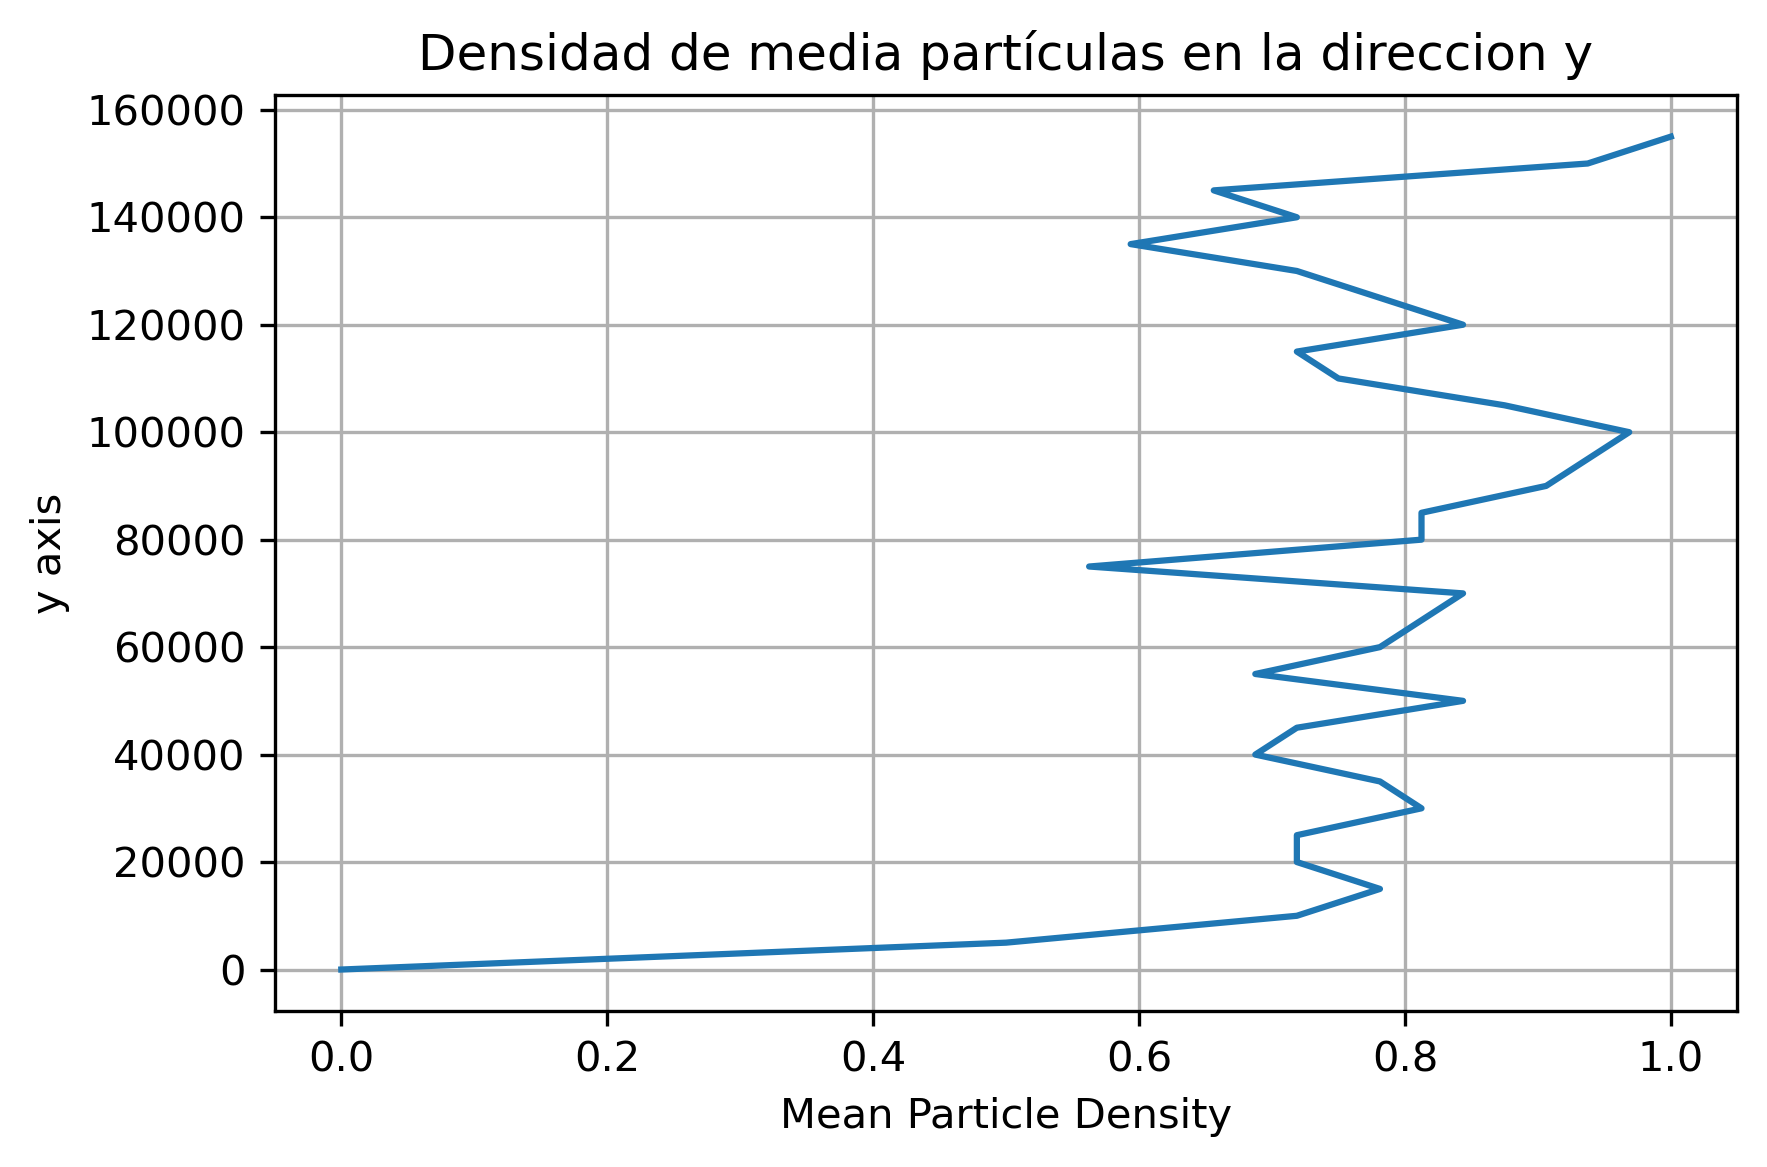 Densidad de media partículas en la direccion y
160000
140000
120000
100000
80000
60000
40000
20000
0
y axis
0.0 0.2 0.4 0.6 0.8 1.0
Mean Particle Density